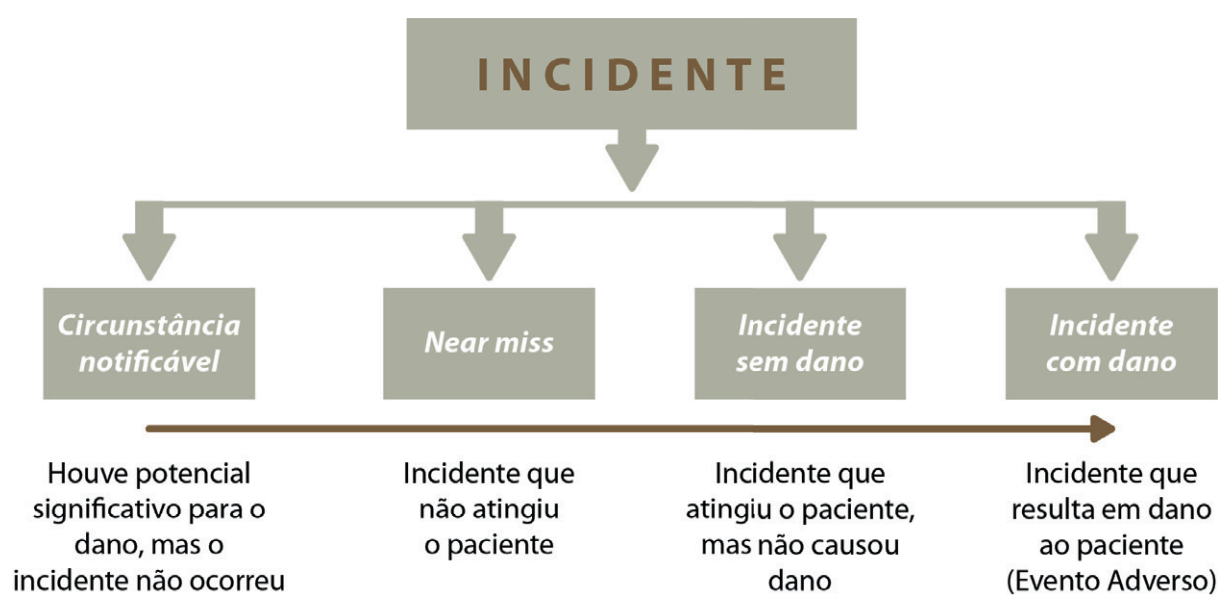 INCIDENTE
Circunstância
notificável
Near miss
Incidente
sem dano
Incidente
com dano
Houve potencial
significativo para o
dano, mas o
incidente não ocorreu
Incidente que
não atingiu
o paciente
Incidente que
atingiu o paciente,
mas não causou
dano
Incidente que
resulta em dano
ao paciente
(Evento Adverso)